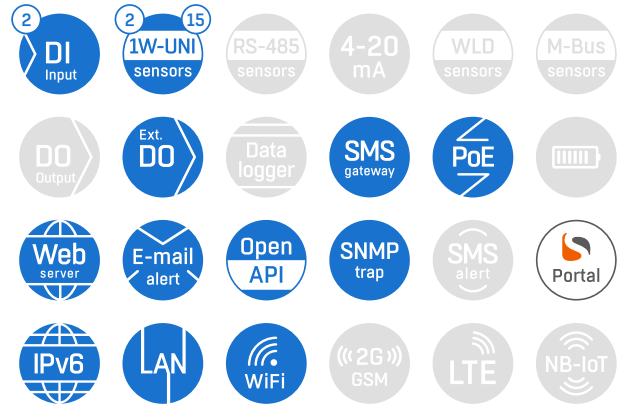 2
DI
Input
2 15
1W-UNI
sensors
RS-485
sensors
4-20
mA
WLD
sensors
M-Bus
sensors
DO
Output
Ext.
DO
Data
logger
SMS
gateway
PoE
Web
server
E-mail
alert
Open
API
SNMP
trap
SMS
alert
Portal
IPv6
LAN
WiFi
2G
GSM
LTE
NB-IoT